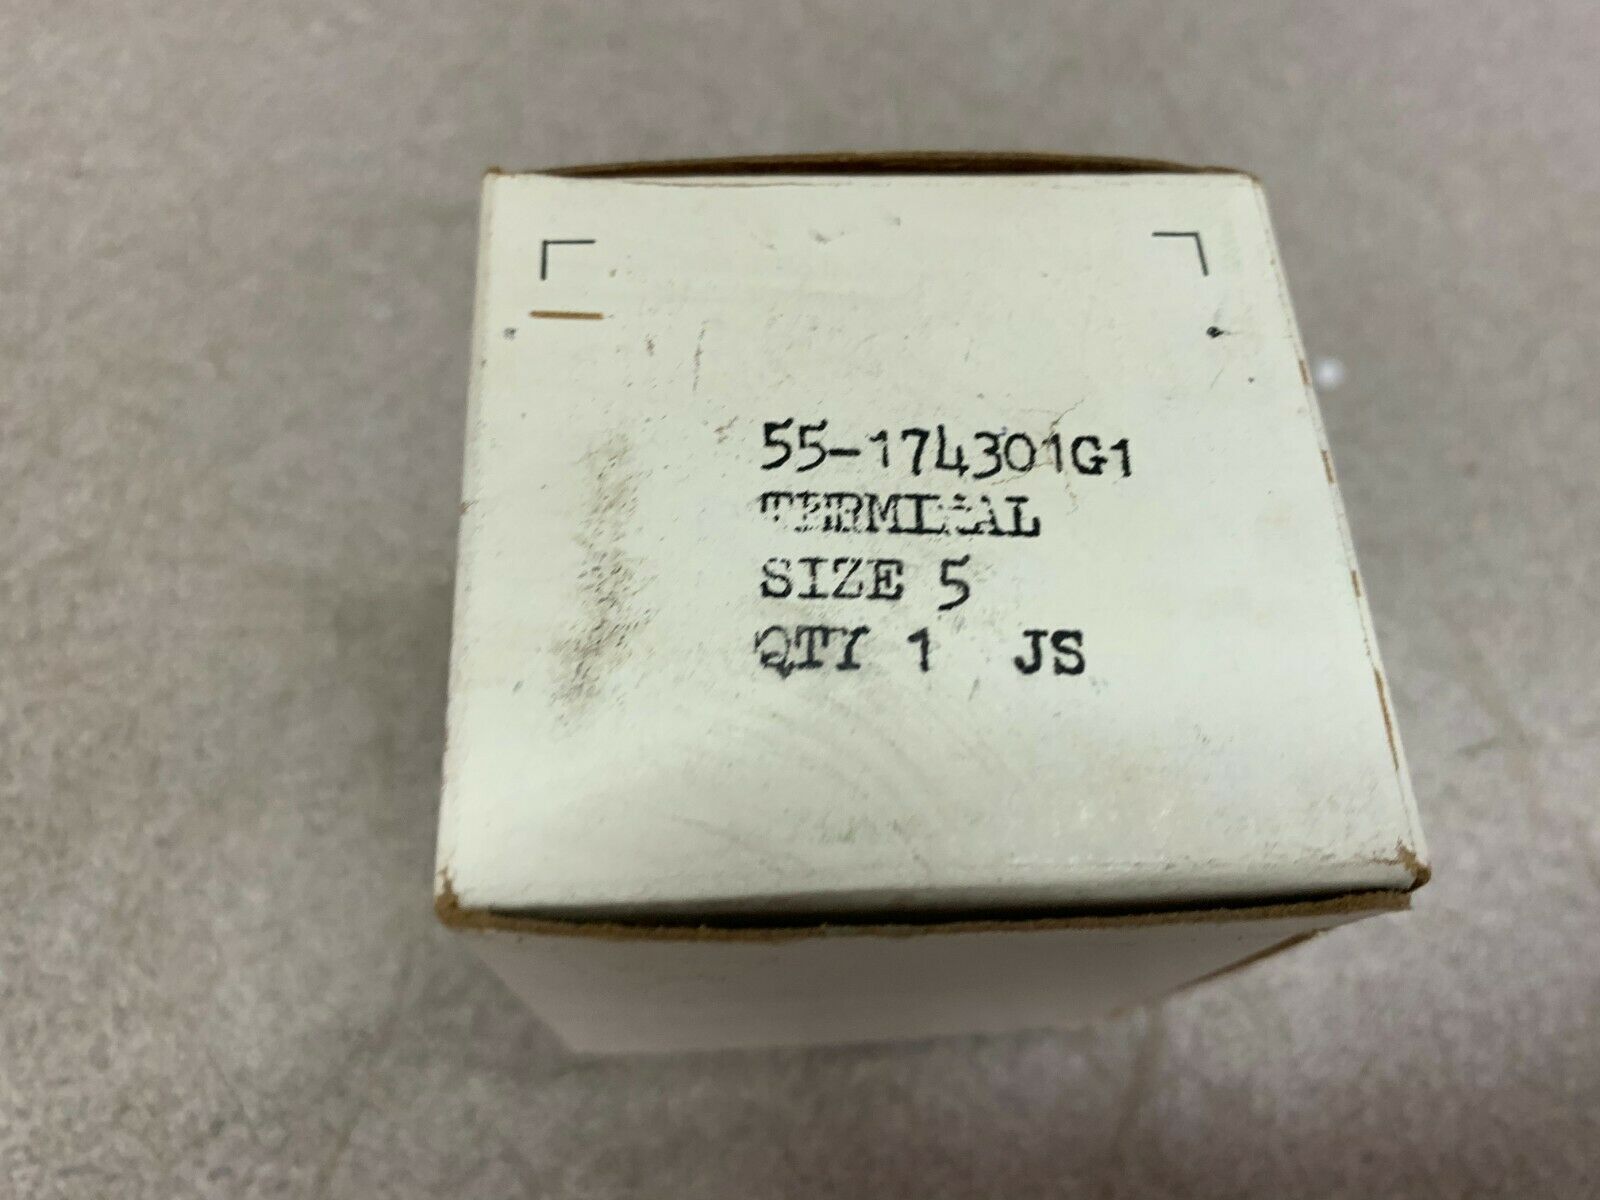 55-174301G1
TERMINAL
SIZE 5
QTY 1 JS